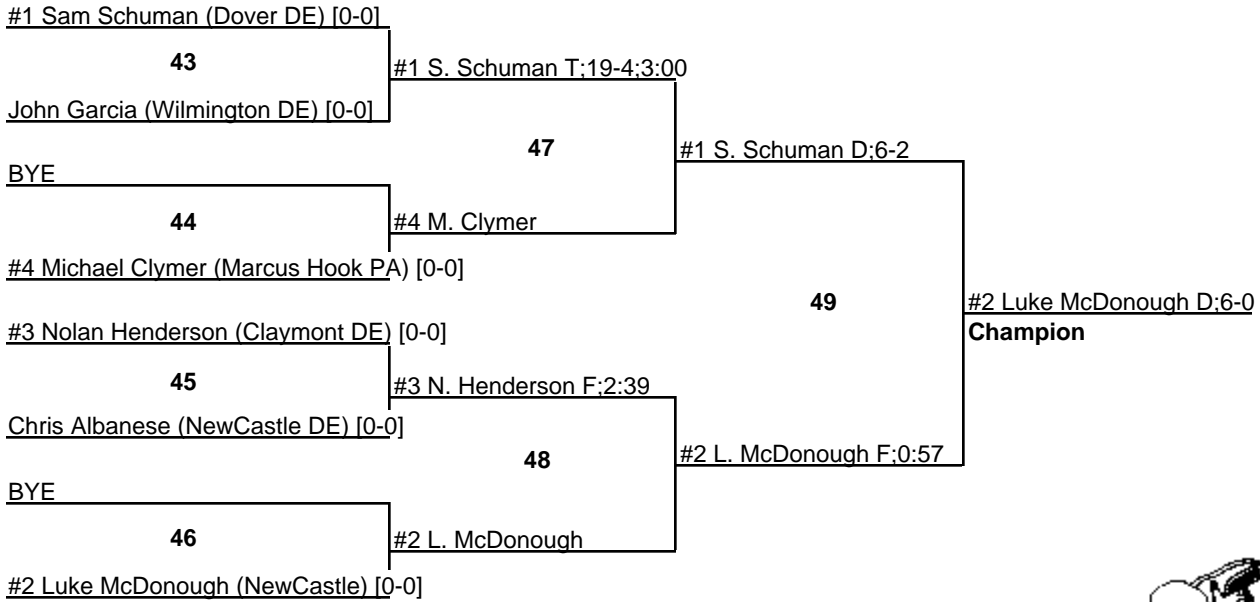 #1 Sam Schuman (Dover DE) [0-0]
43
#1 S. Schuman T;19-4;3:00
John Garcia (Wilmington DE) [0-0]
47
#1 S. Schuman D;6-2
BYE
44
#4 M. Clymer
#4 Michael Clymer (Marcus Hook PA) [0-0]
49
#2 Luke McDonough D;6-0
Champion
#3 Nolan Henderson (Claymont DE) [0-0]
45
#3 N. Henderson F;2:39
Chris Albanese (NewCastle DE) [0-0]
48
#2 L. McDonough F;0:57
BYE
46
#2 L. McDonough
#2 Luke McDonough (NewCastle) [0-0]